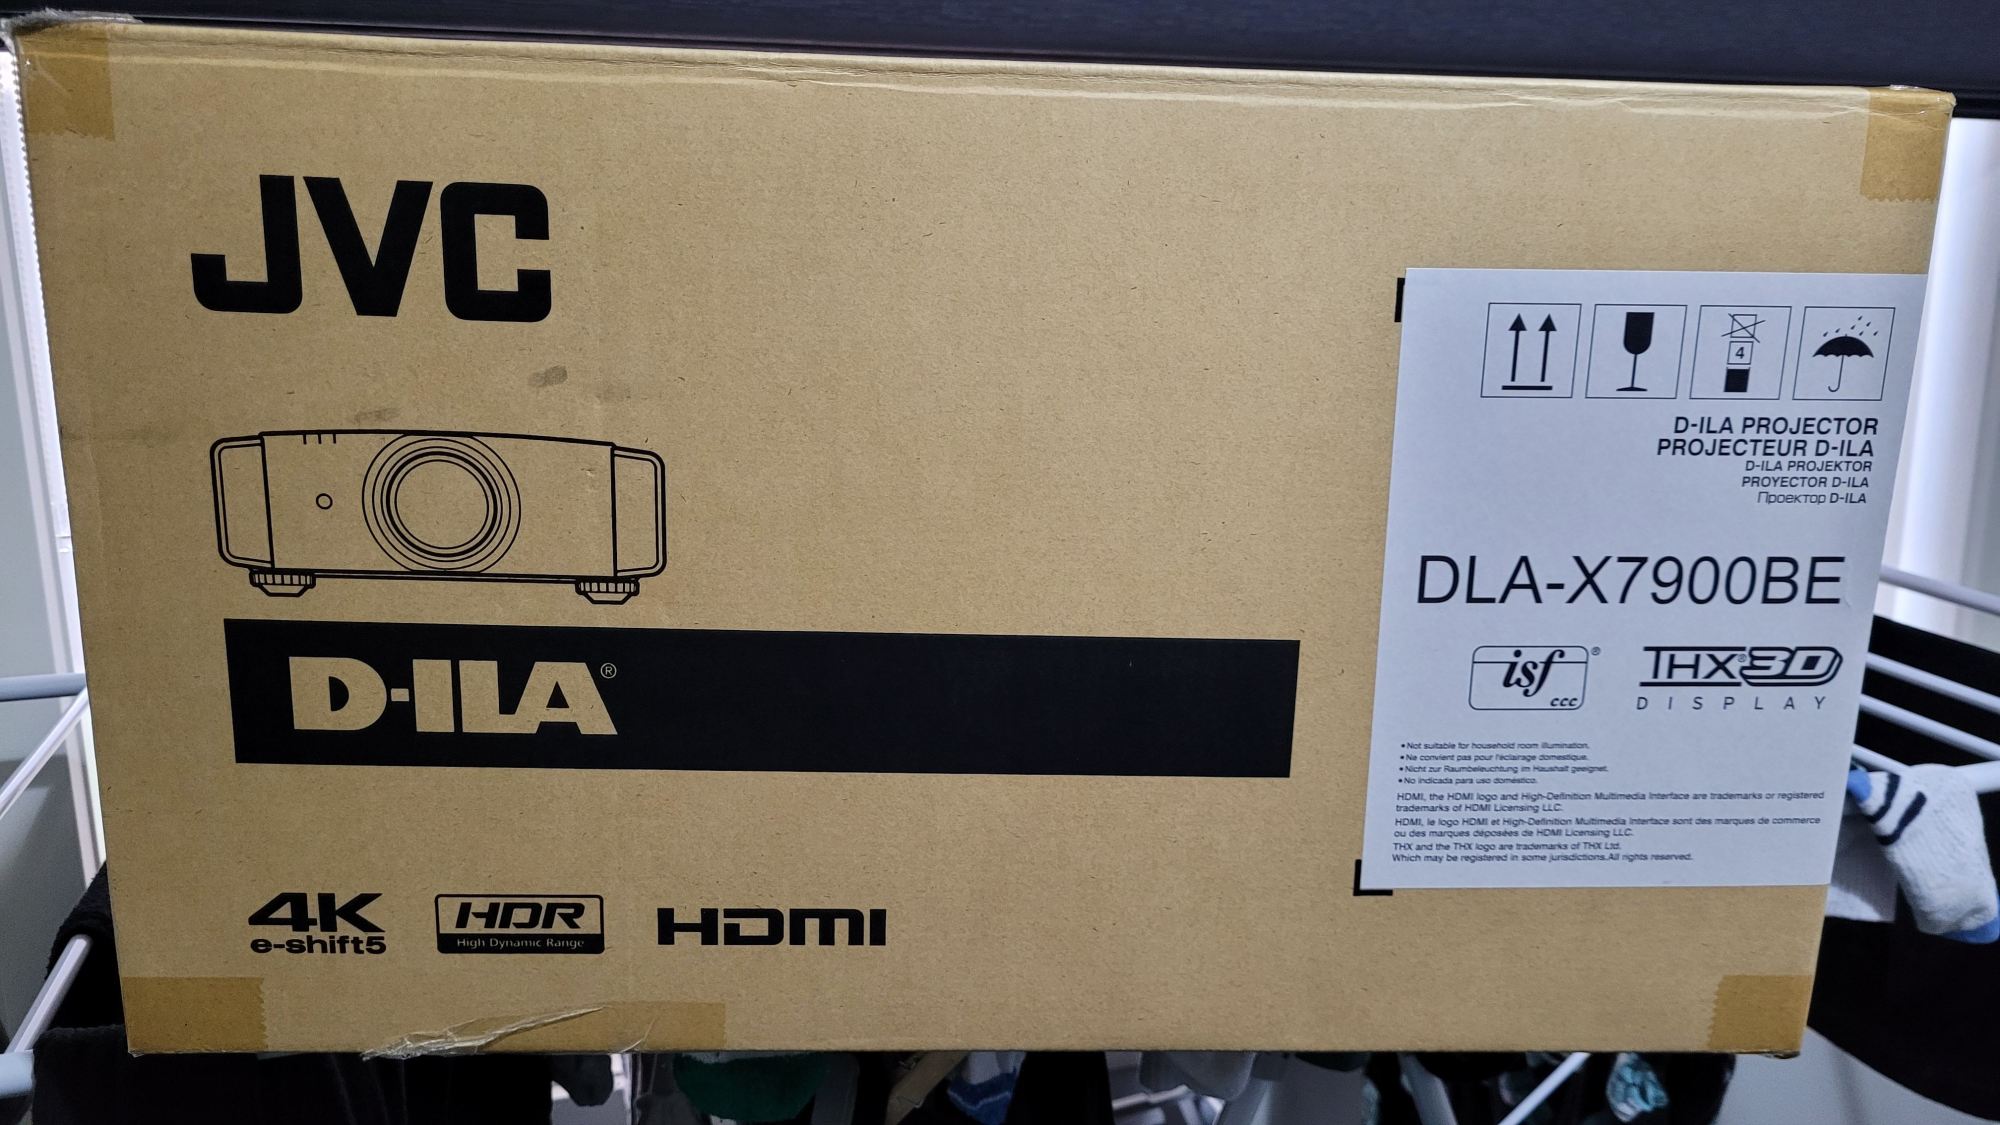 JVC
D-ILA®
4K
e-shift5
HDR
High Dynamic Range
HDMI
4
D-ILA PROJECTOR
PROJECTEUR D-ILA
D-ILA PROJEKTOR
PROYECTOR D-ILA
Проектор D-ILA
DLA-X7900BE
isf®
ccc
THX®3D
DISPLAY
• Not suitable for household room illumination.
• Ne convient pas pour l'éclairage domestique.
• Nicht zur Raumbeleuchtung im Haushalt geeignet.
• No indicada para uso doméstico.
HDMI, the HDMI logo and High-Definition Multimedia Interface are trademarks or registered
trademarks of HDMI Licensing LLC.
HDMI, le logo HDMI et High-Definition Multimedia Interface sont des marques de commerce
ou des marques déposées de HDMI Licensing LLC.
THX and the THX logo are trademarks of THX Ltd.
Which may be registered in some jurisdictions.All rights reserved.